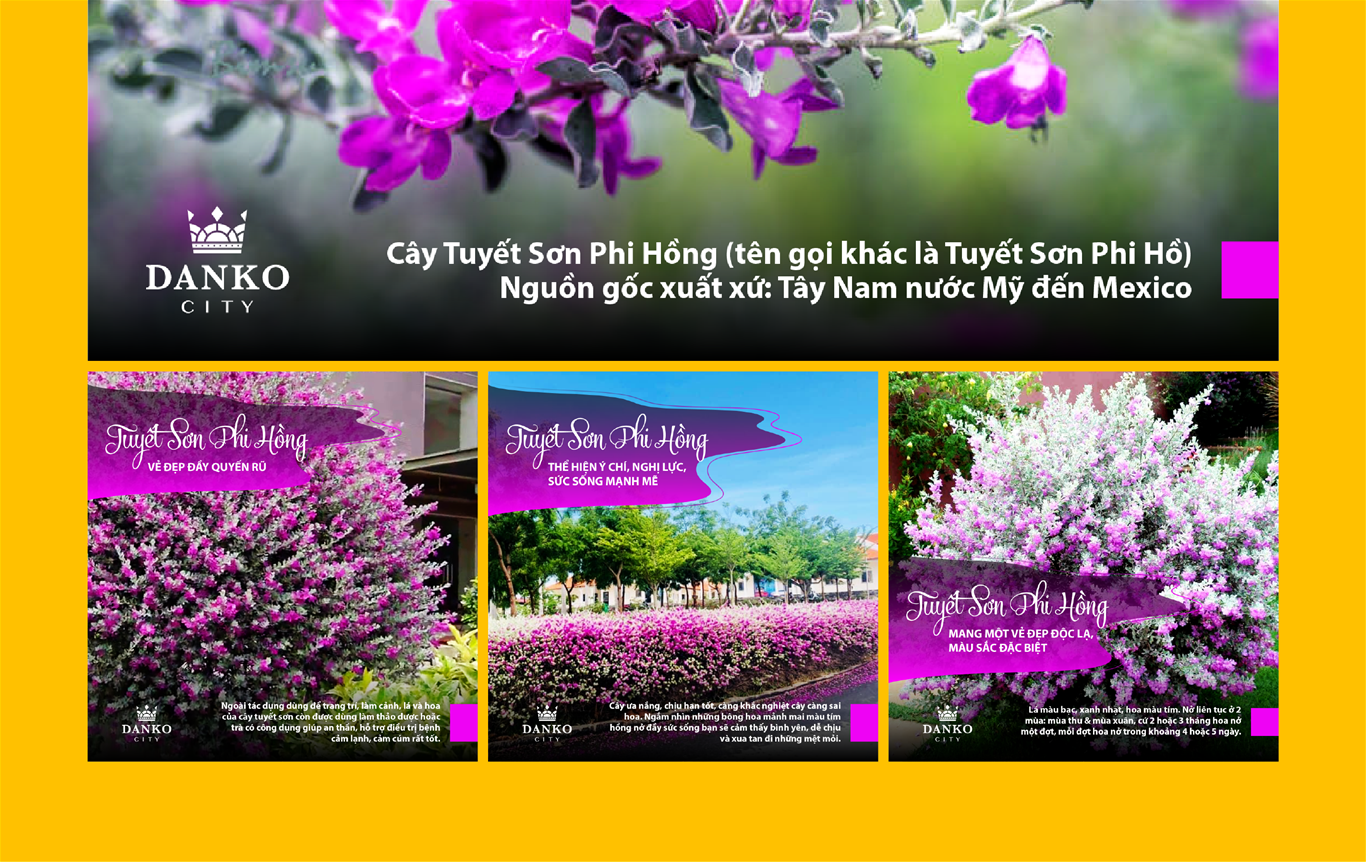 DANKO
CITY
Cây Tuyết Sơn Phi Hồng (tên gọi khác là Tuyết Sơn Phi Hồ)
Nguồn gốc xuất xứ: Tây Nam nước Mỹ đến Mexico
Tuyết Sơn Phi Hồng
VẺ ĐẸP ĐẦY QUYẾN RŨ
DANKO
CITY
Ngoài tác dụng dùng để trang trí, làm cảnh, lá và hoa
của cây tuyết sơn còn được dùng làm thảo dược hoặc
trà có công dụng giúp an thần, hỗ trợ điều trị bệnh
cảm lạnh, cảm cúm rất tốt.
Tuyết Sơn Phi Hồng
THỂ HIỆN Ý CHÍ, NGHỊ LỰC,
SỨC SỐNG MẠNH MẼ
DANKO
CITY
Cây ưa nắng, chịu hạn tốt, càng khắc nghiệt cây càng sai
hoa. Ngắm nhìn những bông hoa mảnh mai màu tím
hồng nở đầy sức sống bạn sẽ cảm thấy bình yên, dễ chịu
và xua tan đi những mệt mỏi.
Tuyết Sơn Phi Hồng
MANG MỘT VẺ ĐẸP ĐỘC LẠ,
MÀU SẮC ĐẶC BIỆT
DANKO
CITY
Lá màu bạc, xanh nhạt, hoa màu tím. Nở liên tục ở 2
mùa: mùa thu & mùa xuân, cứ 2 hoặc 3 tháng hoa nở
một đợt, mỗi đợt hoa nở trong khoảng 4 hoặc 5 ngày.